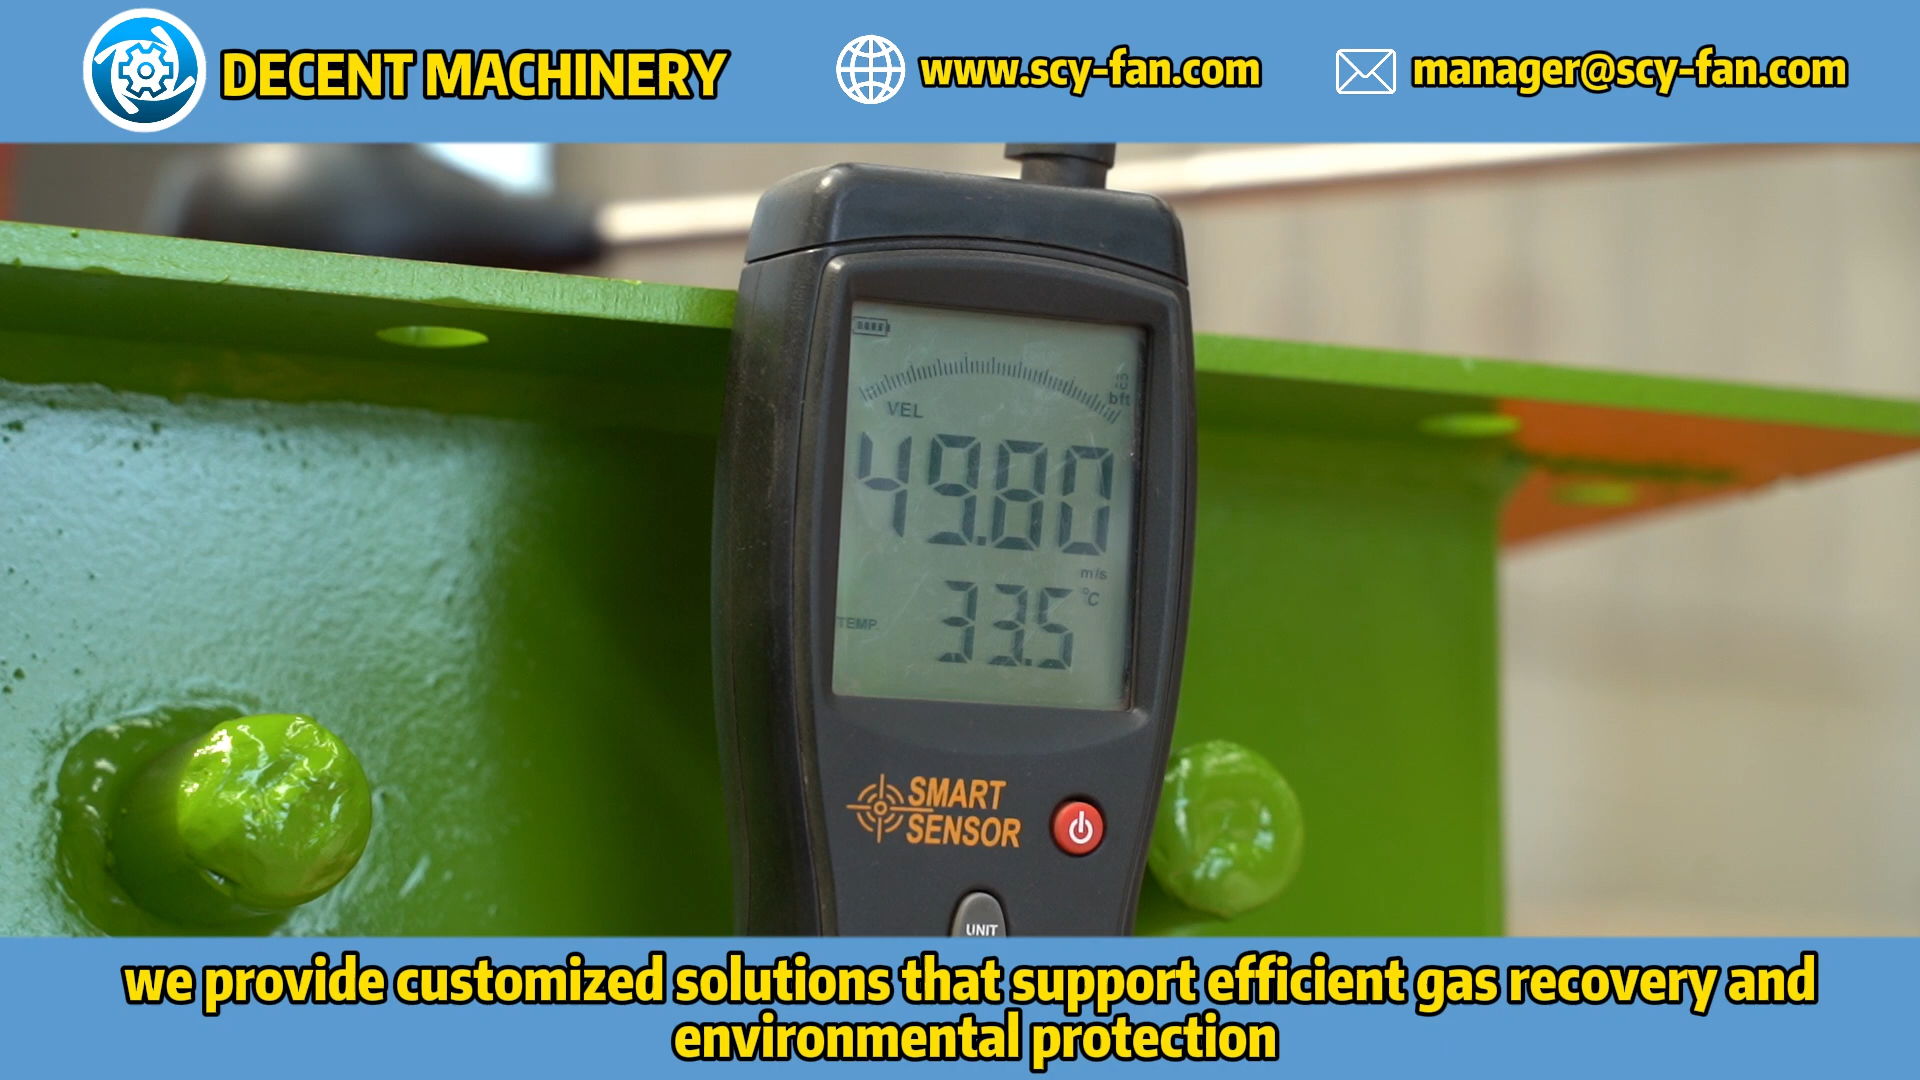 DECENT MACHINERY
www.scy-fan.com
manager@scy-fan.com
bft
VEL
49.80
m/s
°C
TEMP.
33.5
SMART
SENSOR
UNIT
we provide customized solutions that support efficient gas recovery and
environmental protection